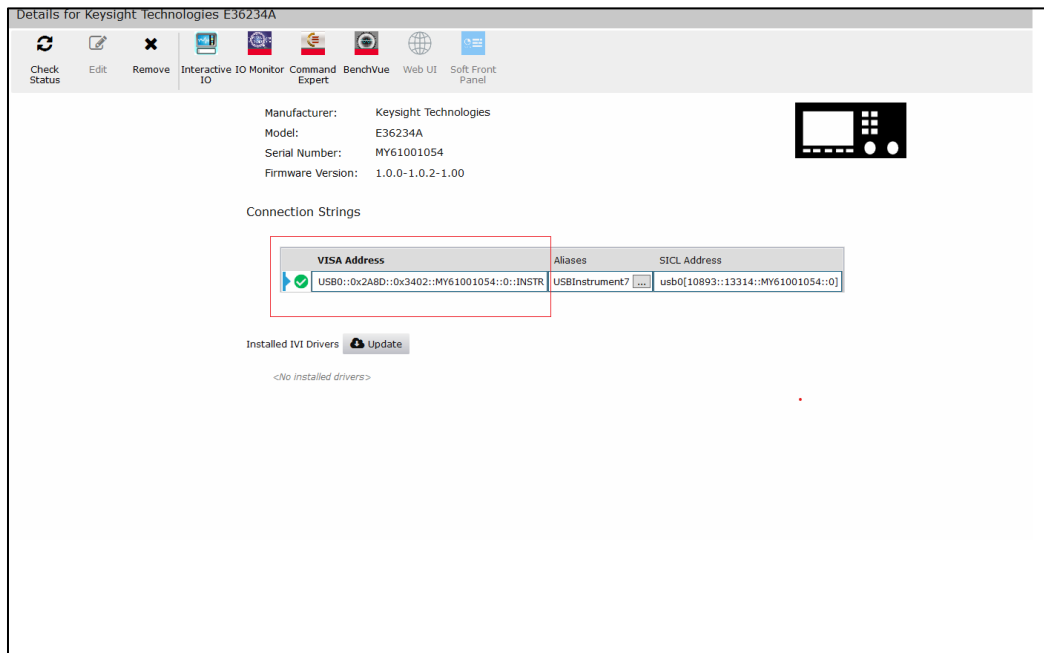 Details for Keysight Technologies E36234A
Check Status
Edit
Remove
Interactive IO
IO Monitor
Command Expert
BenchVue
Web UI
Soft Front Panel
Manufacturer: Keysight Technologies
Model: E36234A
Serial Number: MY61001054
Firmware Version: 1.0.0-1.0.2-1.00
Connection Strings
VISA Address Aliases SICL Address
USB0::0x2A8D::0x3402::MY61001054::0::INSTR USBInstrument7 ... usb0[10893::13314::MY61001054::0]
Installed IVI Drivers Update
<No installed drivers>